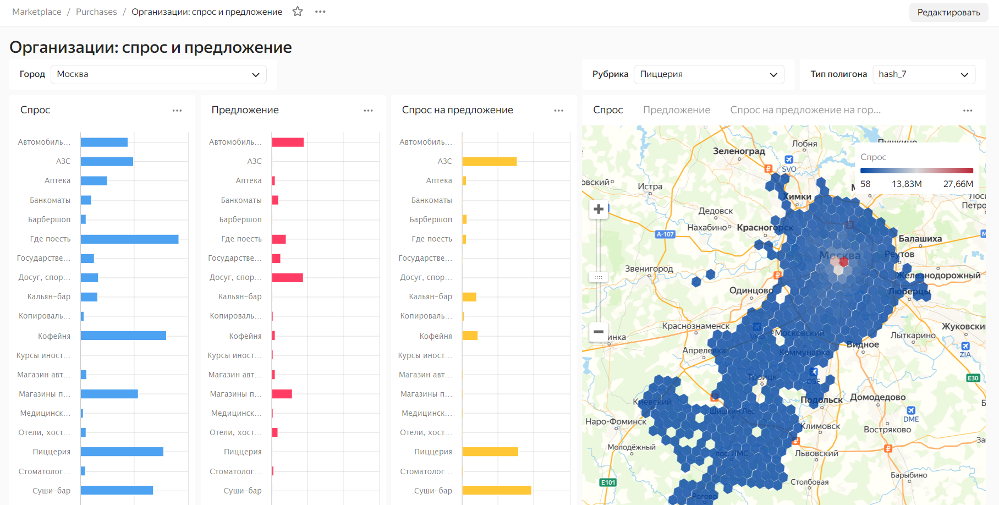 Marketplace / Purchases / Организации: спрос и предложение
Редактировать
Организации: спрос и предложение
Город Москва
Рубрика Пиццерия
Тип полигона hash_7
Спрос
Автомобиль...
АЗС
Аптека
Банкоматы
Барбершоп
Где поесть
Государстве...
Досуг, спор...
Кальян-бар
Копироваль...
Кофейня
Курсы иност...
Магазин авт...
Магазины п...
Медицинск...
Отели, хост...
Пиццерия
Стоматолог...
Суши-бар
Предложение
Автомобиль...
АЗС
Аптека
Банкоматы
Барбершоп
Где поесть
Государстве...
Досуг, спор...
Кальян-бар
Копироваль...
Кофейня
Курсы иност...
Магазин авт...
Магазины п...
Медицинск...
Отели, хост...
Пиццерия
Стоматолог...
Суши-бар
Спрос на предложение
Автомобиль...
АЗС
Аптека
Банкоматы
Барбершоп
Где поесть
Государстве...
Досуг, спор...
Кальян-бар
Копироваль...
Кофейня
Курсы иност...
Магазин авт...
Магазины п...
Медицинск...
Отели, хост...
Пиццерия
Стоматолог...
Суши-бар
Спрос Предложение Спрос на предложение на гор...
Лобня
Зеленоград
SVO
Спрос
58 13,83М 27,66М
Истра
Химки
Дедовск
Нахабино
Красногорск
А-107
Балашиха
Москва
Реутов
Звенигород
Железнодорожный
Одинцово
Люберцы
Краснознаменск
VKO
Московский
Жуковски
Лыткарино
Апрелевка
Коммунарка
Видное
ZIA
Троицк
OSF
E30
Киевский
Шишкин Лес
Подольск
Домодедово
DME
Наро-Фоминск
Климовск
Востряково
Молодёжный
пос. ЛМС
Львовский
Барыбино
E101
Столбовая
Рогово